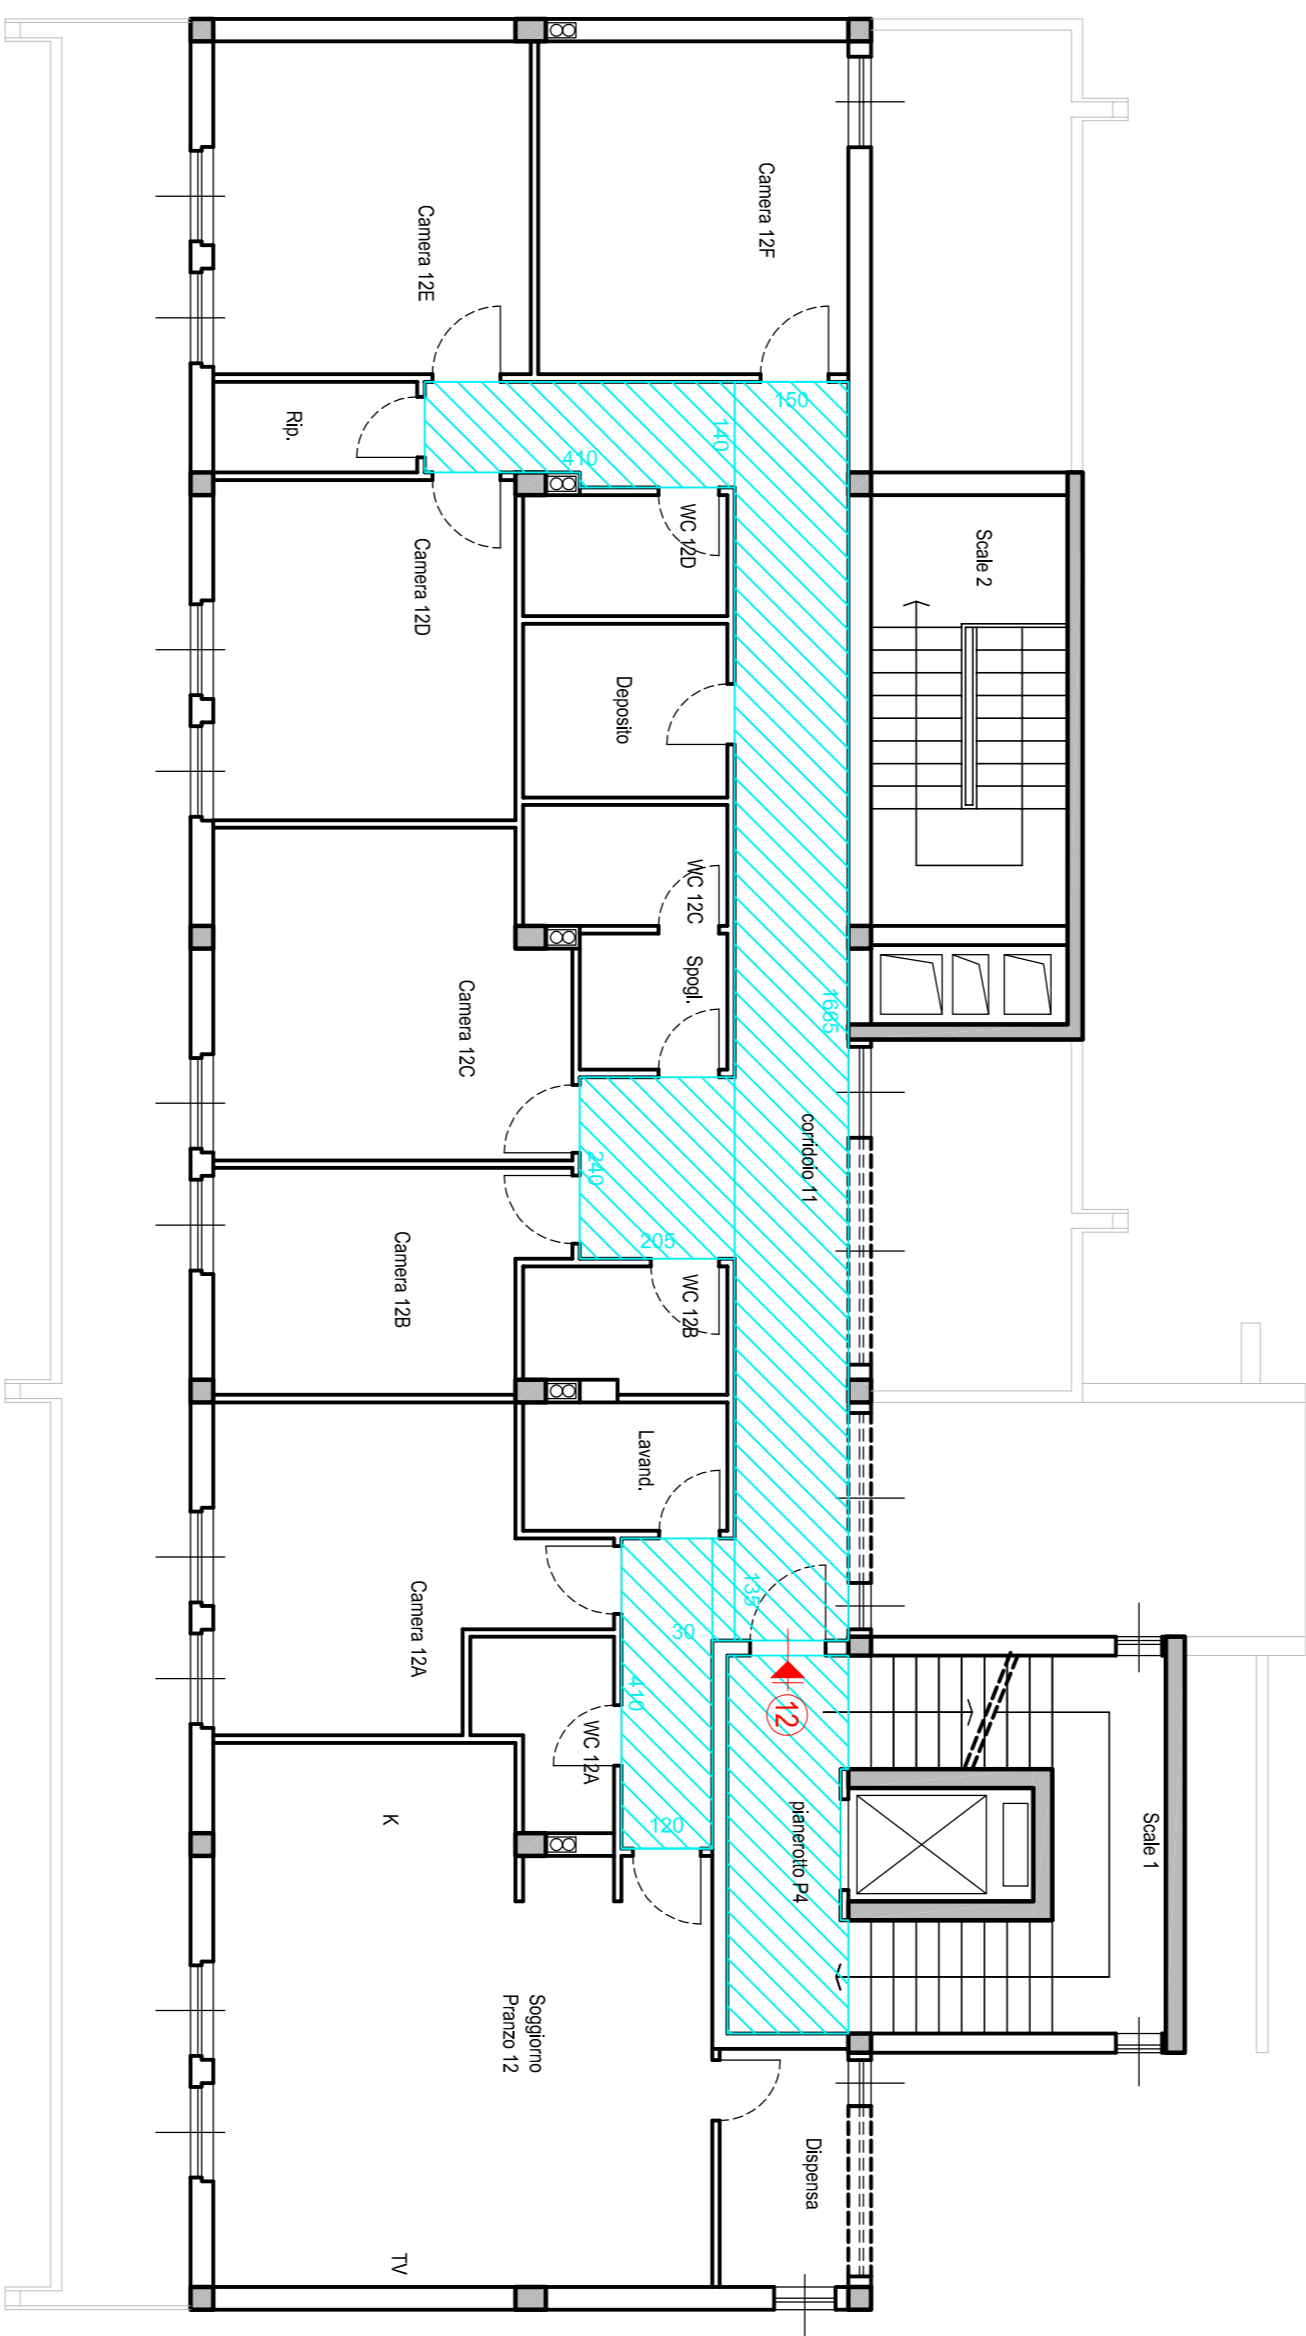 Camera 12F
Camera 12E
150
140
410
Rip.
WC 12D
Scale 2
Camera 12D
Deposito
WC 12C
Spogl.
Camera 12C
1665
corridoio 11
240
205
Camera 12B
WC 12B
Lavand.
135
30
410
Camera 12A
WC 12A
12
120
pianerotto P4
Scale 1
K
Soggiorno
Pranzo 12
Dispensa
TV